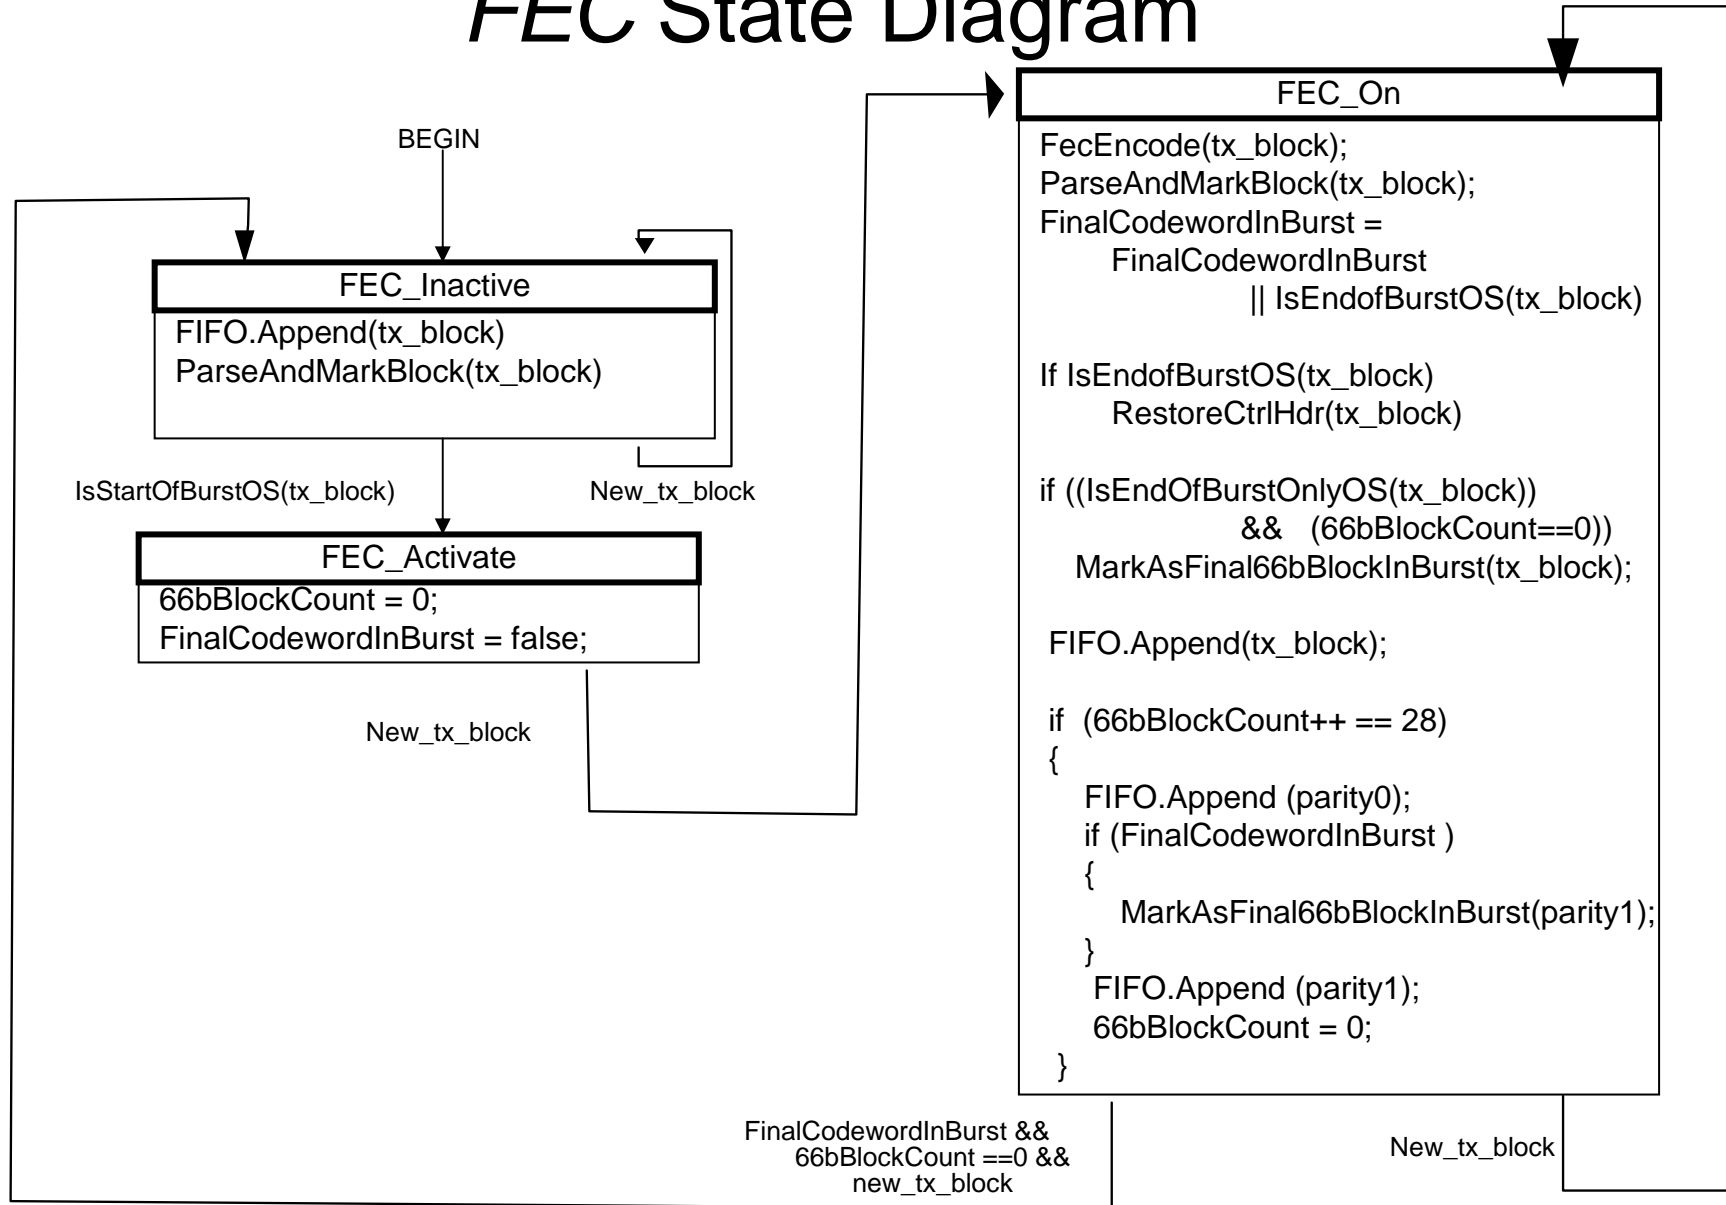 FEC State Diagram
BEGIN
FEC_Inactive
FIFO.Append(tx_block)
ParseAndMarkBlock(tx_block)
IsStartOfBurstOS(tx_block)
New_tx_block
FEC_Activate
66bBlockCount = 0;
FinalCodewordInBurst = false;
New_tx_block
FEC_On
FecEncode(tx_block);
ParseAndMarkBlock(tx_block);
FinalCodewordInBurst =
FinalCodewordInBurst
|| IsEndofBurstOS(tx_block)
If IsEndofBurstOS(tx_block)
RestoreCtrlHdr(tx_block)
if ((IsEndOfBurstOnlyOS(tx_block))
&& (66bBlockCount==0))
MarkAsFinal66bBlockInBurst(tx_block);
FIFO.Append(tx_block);
if (66bBlockCount++ == 28)
{
FIFO.Append (parity0);
if (FinalCodewordInBurst )
{
MarkAsFinal66bBlockInBurst(parity1);
}
FIFO.Append (parity1);
66bBlockCount = 0;
}
FinalCodewordInBurst &&
66bBlockCount ==0 &&
new_tx_block
New_tx_block